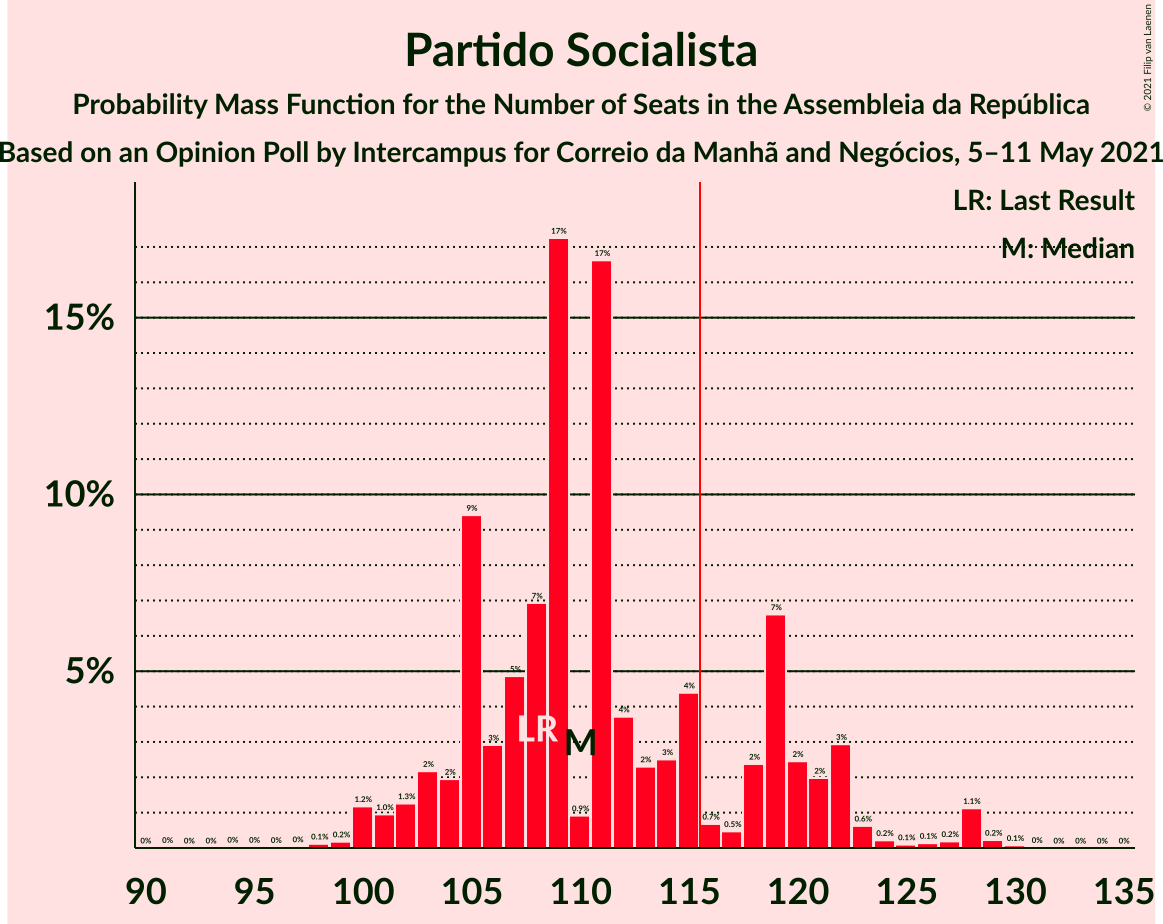 Partido Socialista
Probability Mass Function for the Number of Seats in the Assembleia da República
Based on an Opinion Poll by Intercampus for Correio da Manhã and Negócios, 5–11 May 2021
© 2021 Filip van Laenen
LR: Last Result
M: Median
15%
10%
5%
0% 0% 0% 0% 0% 0% 0% 0% 0.1% 0.2% 1.2% 1.0% 1.3% 2% 2% 9% 3% 5% 7% 17% 0.9% 17% 4% 2% 3% 4% 0.7% 0.5% 2% 7% 2% 2% 3% 0.6% 0.2% 0.1% 0.1% 0.2% 1.1% 0.2% 0.1% 0% 0% 0% 0% 0%
LR
M
90 95 100 105 110 115 120 125 130 135